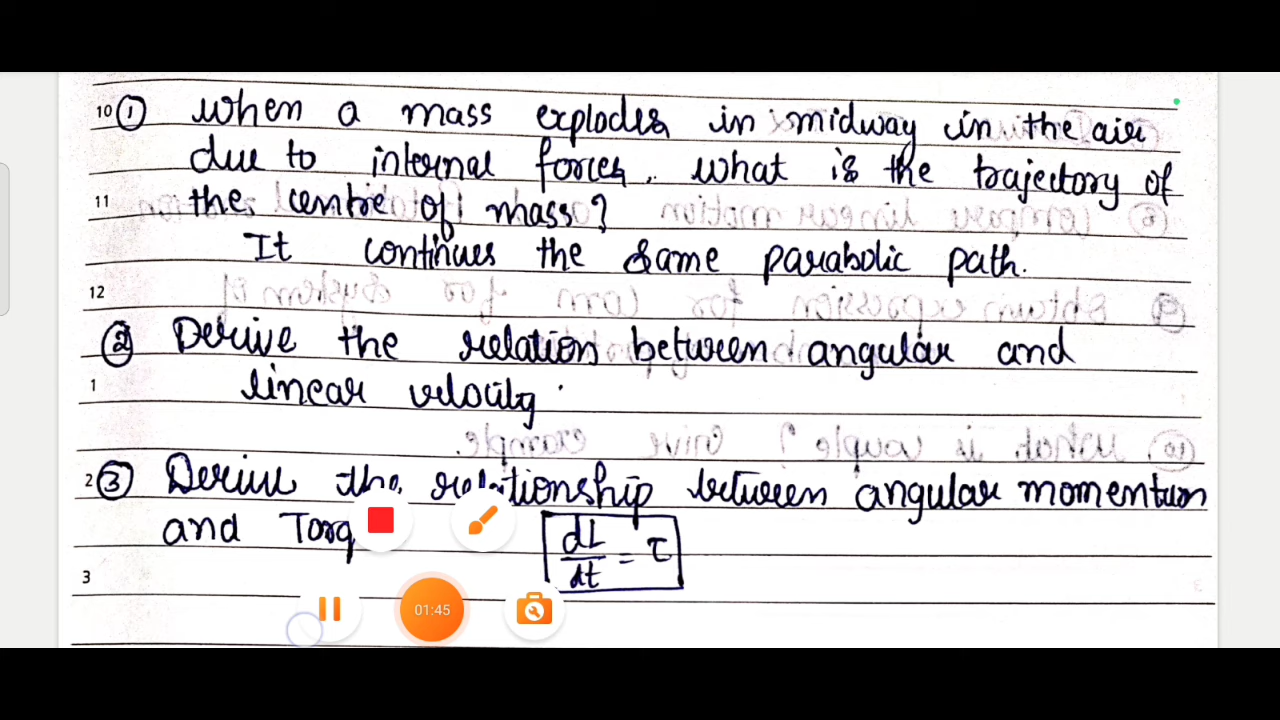 10 ① When a mass explodes in midway in the air
due to internal forces, what is the trajectory of
11 the centre of mass?
It continues the same parabolic path.
12
② Derive the relation between angular and
1 linear velocity.
2 ③ Derive the relationship between angular momentum
and Torq
dL/dt = τ
3
01:45